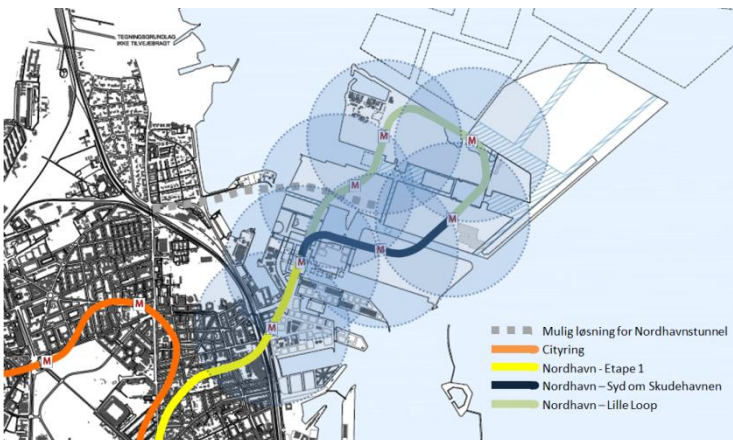 TEGNINGSGRUNDLAG
IKKE TILVEJEBRAGT
M
M
M
M
M
M
M
M
M
Mulig løsning for Nordhavnstunnel
Cityring
Nordhavn - Etape 1
Nordhavn – Syd om Skudehavnen
Nordhavn – Lille Loop